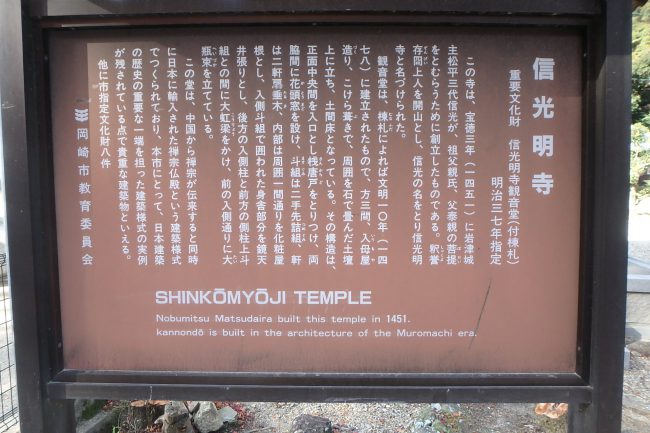 信光明寺
重要文化財　信光明寺観音堂（付棟札）
明治三七年指定
この寺は、宝徳三年（一四五一）に岩津城
主松平三代信光が、祖父親氏、父泰親の菩提
をとむらうために創立したものである。釈誉
存冏上人を開山とし、信光の名をとり信光明
寺と名づけられた。
観音堂は、棟札によれば文明一〇年（一四
七八）に建立されたもので、方三間、入母屋
造り、こけら葺きで、周囲を石で畳んだ土壇
上に立ち、土間床となっている。その構造は、
正面中央間を入口とし桟唐戸をとりつけ、両
脇間に花頭窓を設け、斗組は二手先詰組、軒
は二軒扇垂木、内部は周囲一間通りを化粧屋
根とし、入側斗組で囲われた身舎部分を鏡天
井張りとし、後方の入側柱と前方の側柱上斗
組との間に大虹梁をかけ、前の入側通りに大
瓶束を立てている。
この堂は、中国から禅宗が伝来すると同時
に日本に輸入された禅宗仏殿という建築様式
でつくられており、本市にとって、日本建築
の歴史の重要な一端を担った建築様式の実例
が残されている点で貴重な建築物といえる。
他に市指定文化財八件
岡崎市教育委員会
SHINKŌMYŌJI TEMPLE
Nobumitsu Matsudaira built this temple in 1451.
kannondō is built in the architecture of the Muromachi era.